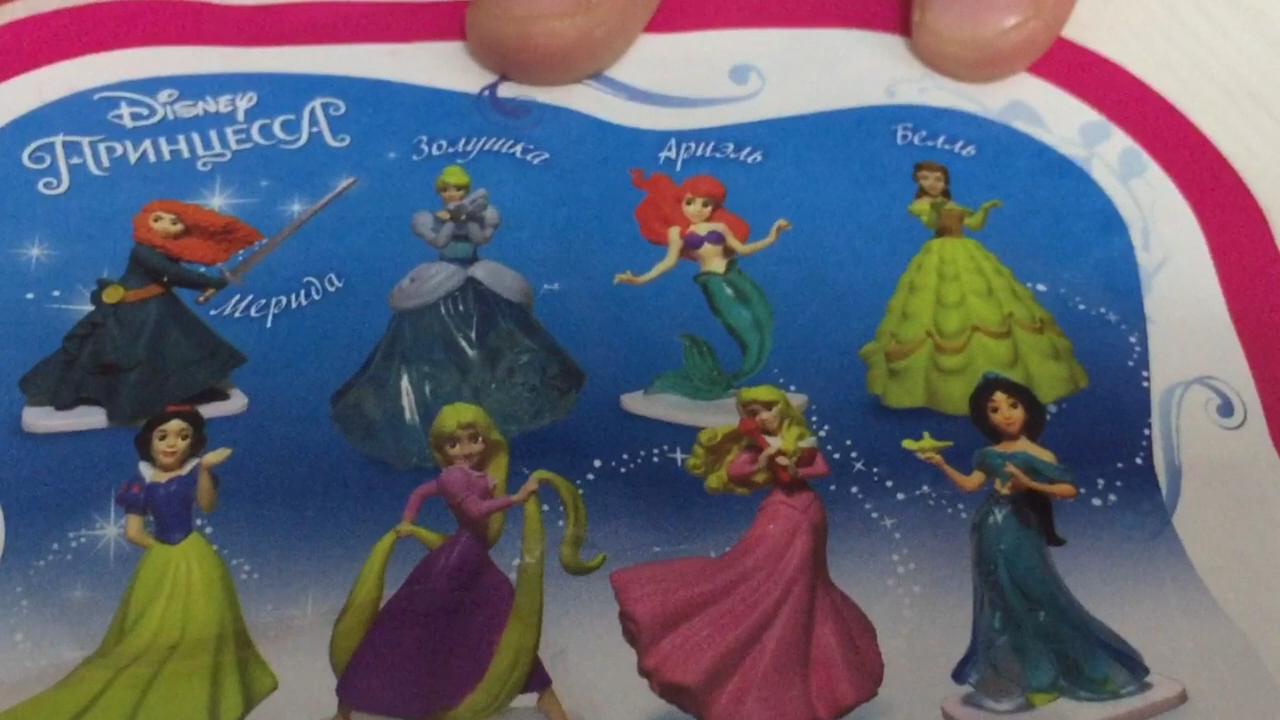 Disney
Принцесса
Золушка
Ариэль
Белль
Мерида